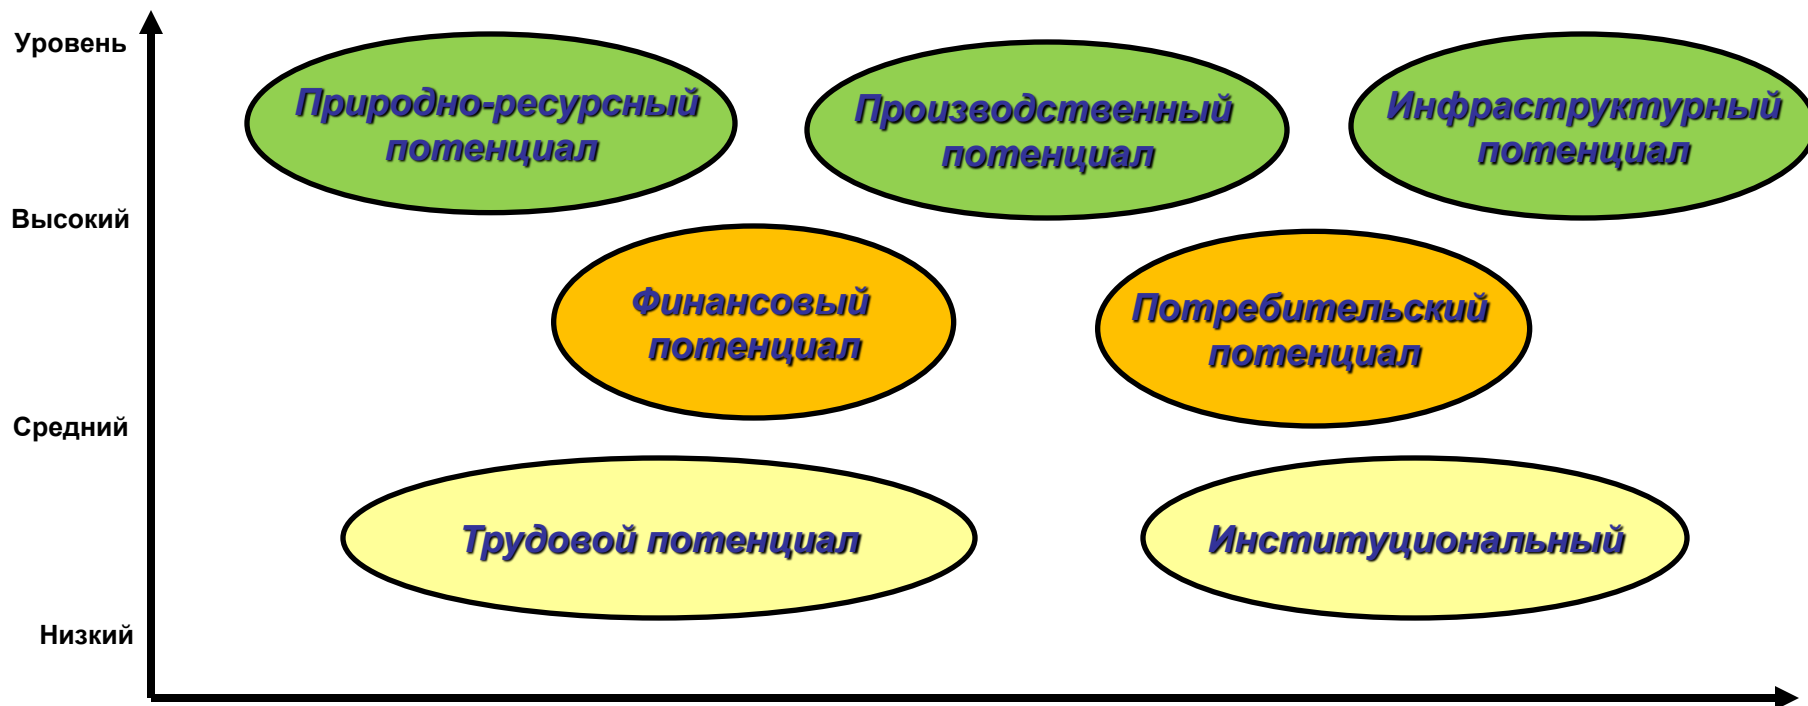 Уровень
Природно-ресурсный
потенциал
Производственный
потенциал
Инфраструктурный
потенциал
Высокий
Финансовый
потенциал
Потребительский
потенциал
Средний
Трудовой потенциал
Институциональный
Низкий